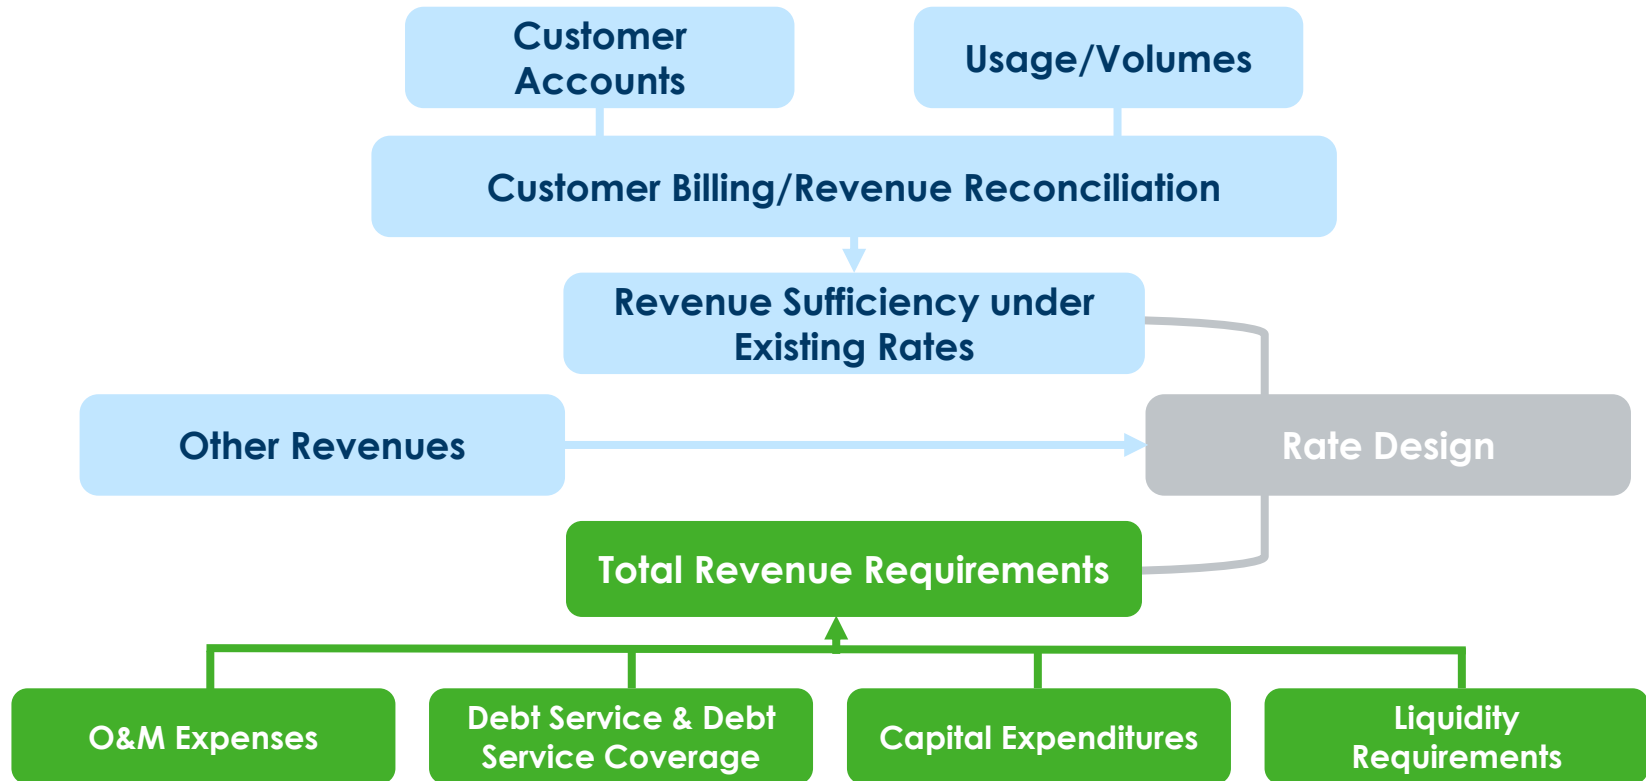 Customer
Accounts
Usage/Volumes
Customer Billing/Revenue Reconciliation
Revenue Sufficiency under
Existing Rates
Other Revenues
Rate Design
Total Revenue Requirements
O&M Expenses
Debt Service & Debt
Service Coverage
Capital Expenditures
Liquidity
Requirements